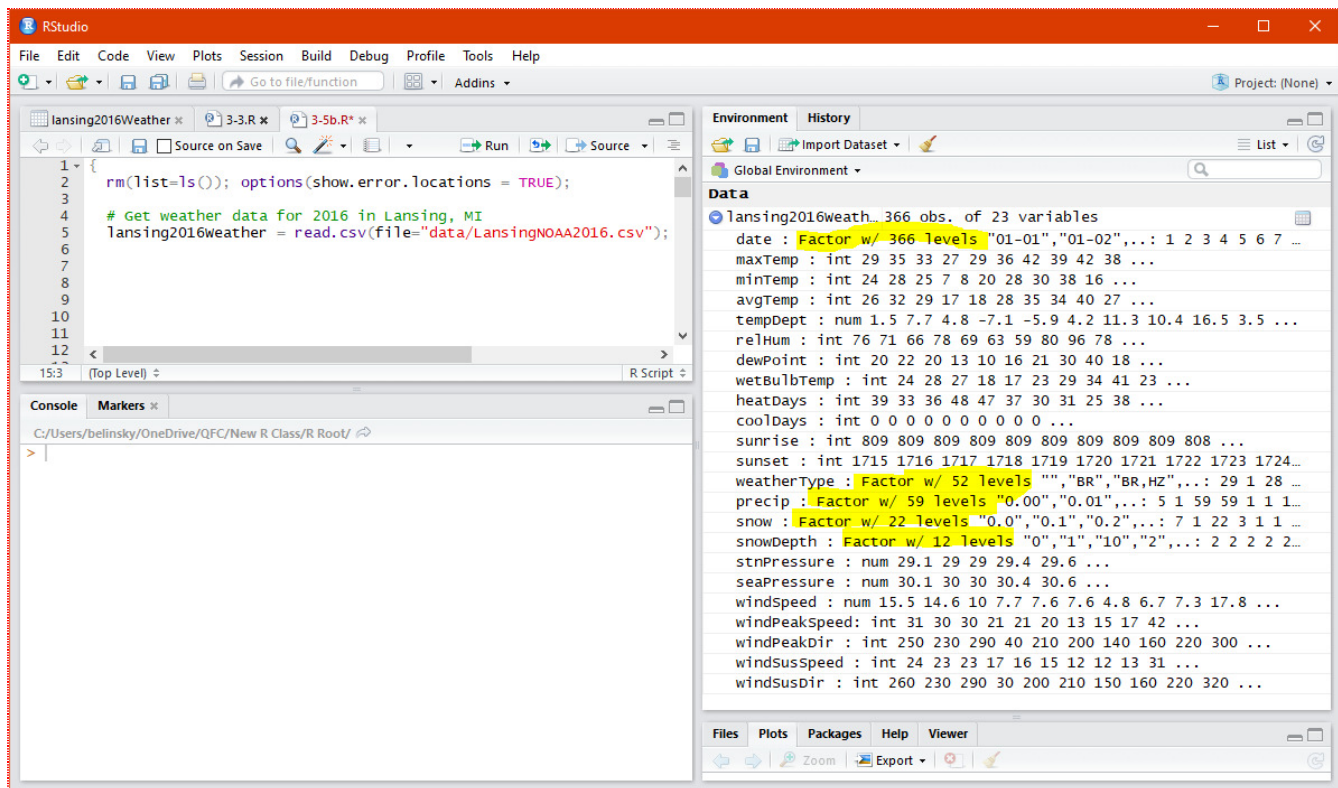 RStudio
File Edit Code View Plots Session Build Debug Profile Tools Help
Go to file/function Addins Project: (None)
lansing2016Weather 3-3.R 3-5b.R*
Source on Save Run Source
1 {
2 rm(list=ls()); options(show.error.locations = TRUE);
3
4 # Get weather data for 2016 in Lansing, MI
5 lansing2016Weather = read.csv(file="data/LansingNOAA2016.csv");
6
7
8
9
10
11
12
15:3 (Top Level) R Script
Console Markers
C:/Users/belinsky/OneDrive/QFC/New R Class/R Root/
>
Environment History
Import Dataset List
Global Environment
Data
lansing2016Weath… 366 obs. of 23 variables
date : Factor w/ 366 levels "01-01","01-02",..: 1 2 3 4 5 6 7 …
maxTemp : int 29 35 33 27 29 36 42 39 42 38 ...
minTemp : int 24 28 25 7 8 20 28 30 38 16 ...
avgTemp : int 26 32 29 17 18 28 35 34 40 27 ...
tempDept : num 1.5 7.7 4.8 -7.1 -5.9 4.2 11.3 10.4 16.5 3.5 ...
relHum : int 76 71 66 78 69 63 59 80 96 78 ...
dewPoint : int 20 22 20 13 10 16 21 30 40 18 ...
wetBulbTemp : int 24 28 27 18 17 23 29 34 41 23 ...
heatDays : int 39 33 36 48 47 37 30 31 25 38 ...
coolDays : int 0 0 0 0 0 0 0 0 0 0 ...
sunrise : int 809 809 809 809 809 809 809 809 809 808 ...
sunset : int 1715 1716 1717 1718 1719 1720 1721 1722 1723 1724…
weatherType : Factor w/ 52 levels "","BR","BR,HZ",..: 29 1 28 …
precip : Factor w/ 59 levels "0.00","0.01",..: 5 1 59 59 1 1 1…
snow : Factor w/ 22 levels "0.0","0.1","0.2",..: 7 1 22 3 1 1 …
snowDepth : Factor w/ 12 levels "0","1","10","2",..: 2 2 2 2 2…
stnPressure : num 29.1 29 29 29.4 29.6 ...
seaPressure : num 30.1 30 30 30.4 30.6 ...
windSpeed : num 15.5 14.6 10 7.7 7.6 7.6 4.8 6.7 7.3 17.8 ...
windPeakSpeed: int 31 30 30 21 21 20 13 15 17 42 ...
windPeakDir : int 250 230 290 40 210 200 140 160 220 300 ...
windSusSpeed : int 24 23 23 17 16 15 12 12 13 31 ...
windSusDir : int 260 230 290 30 200 210 150 160 220 320 ...
Files Plots Packages Help Viewer
Zoom Export